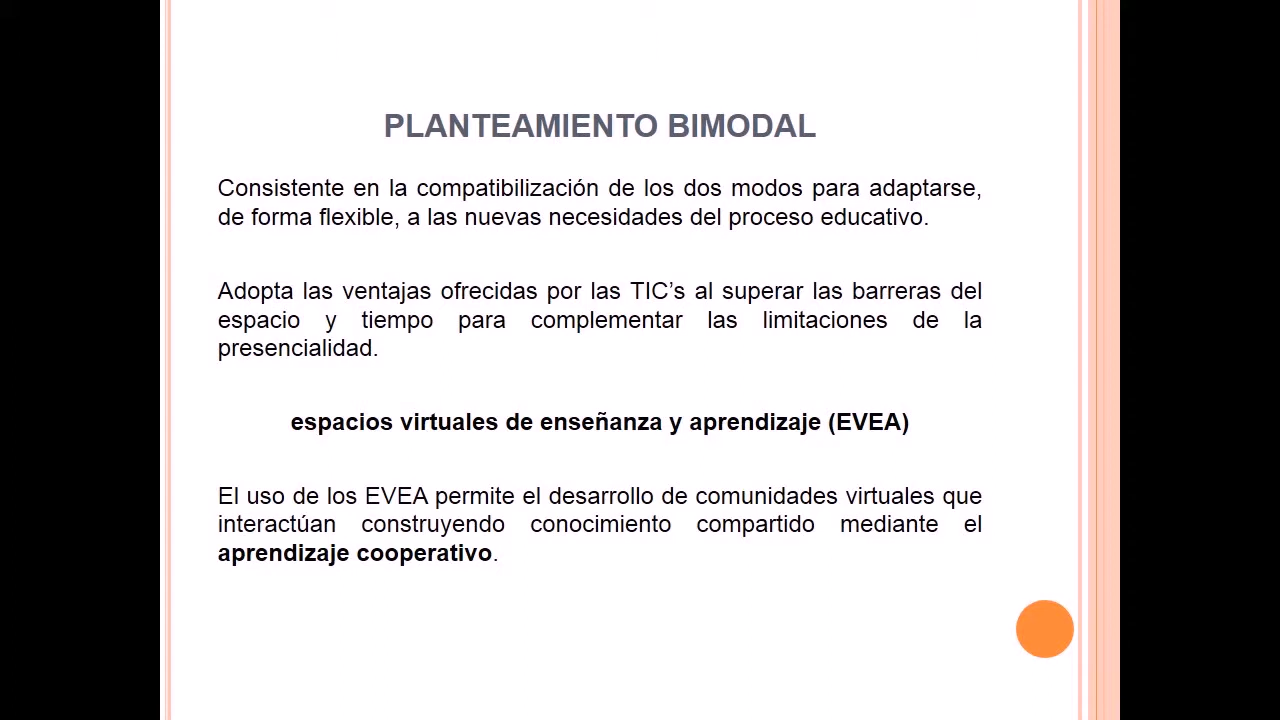 PLANTEAMIENTO BIMODAL
Consistente en la compatibilización de los dos modos para adaptarse,
de forma flexible, a las nuevas necesidades del proceso educativo.
Adopta las ventajas ofrecidas por las TIC’s al superar las barreras del
espacio y tiempo para complementar las limitaciones de la
presencialidad.
espacios virtuales de enseñanza y aprendizaje (EVEA)
El uso de los EVEA permite el desarrollo de comunidades virtuales que
interactúan construyendo conocimiento compartido mediante el
aprendizaje cooperativo.